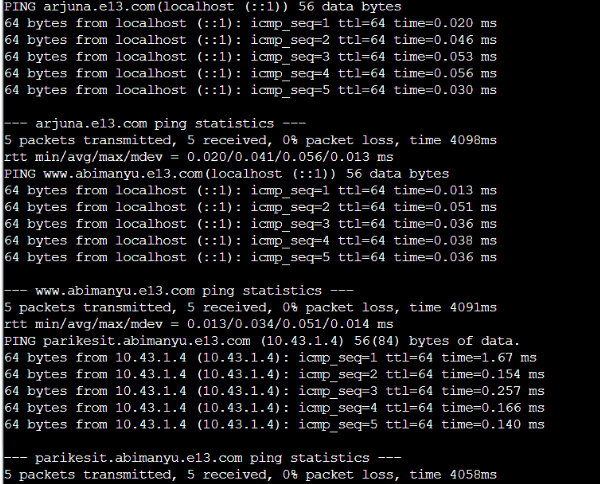 PING arjuna.e13.com(localhost (::1)) 56 data bytes
64 bytes from localhost (::1): icmp_seq=1 ttl=64 time=0.020 ms
64 bytes from localhost (::1): icmp_seq=2 ttl=64 time=0.046 ms
64 bytes from localhost (::1): icmp_seq=3 ttl=64 time=0.053 ms
64 bytes from localhost (::1): icmp_seq=4 ttl=64 time=0.056 ms
64 bytes from localhost (::1): icmp_seq=5 ttl=64 time=0.030 ms

--- arjuna.e13.com ping statistics ---
5 packets transmitted, 5 received, 0% packet loss, time 4098ms
rtt min/avg/max/mdev = 0.020/0.041/0.056/0.013 ms
PING www.abimanyu.e13.com(localhost (::1)) 56 data bytes
64 bytes from localhost (::1): icmp_seq=1 ttl=64 time=0.013 ms
64 bytes from localhost (::1): icmp_seq=2 ttl=64 time=0.051 ms
64 bytes from localhost (::1): icmp_seq=3 ttl=64 time=0.036 ms
64 bytes from localhost (::1): icmp_seq=4 ttl=64 time=0.038 ms
64 bytes from localhost (::1): icmp_seq=5 ttl=64 time=0.036 ms

--- www.abimanyu.e13.com ping statistics ---
5 packets transmitted, 5 received, 0% packet loss, time 4091ms
rtt min/avg/max/mdev = 0.013/0.034/0.051/0.014 ms
PING parikesit.abimanyu.e13.com (10.43.1.4) 56(84) bytes of data.
64 bytes from 10.43.1.4 (10.43.1.4): icmp_seq=1 ttl=64 time=1.67 ms
64 bytes from 10.43.1.4 (10.43.1.4): icmp_seq=2 ttl=64 time=0.154 ms
64 bytes from 10.43.1.4 (10.43.1.4): icmp_seq=3 ttl=64 time=0.257 ms
64 bytes from 10.43.1.4 (10.43.1.4): icmp_seq=4 ttl=64 time=0.166 ms
64 bytes from 10.43.1.4 (10.43.1.4): icmp_seq=5 ttl=64 time=0.140 ms

--- parikesit.abimanyu.e13.com ping statistics ---
5 packets transmitted, 5 received, 0% packet loss, time 4058ms